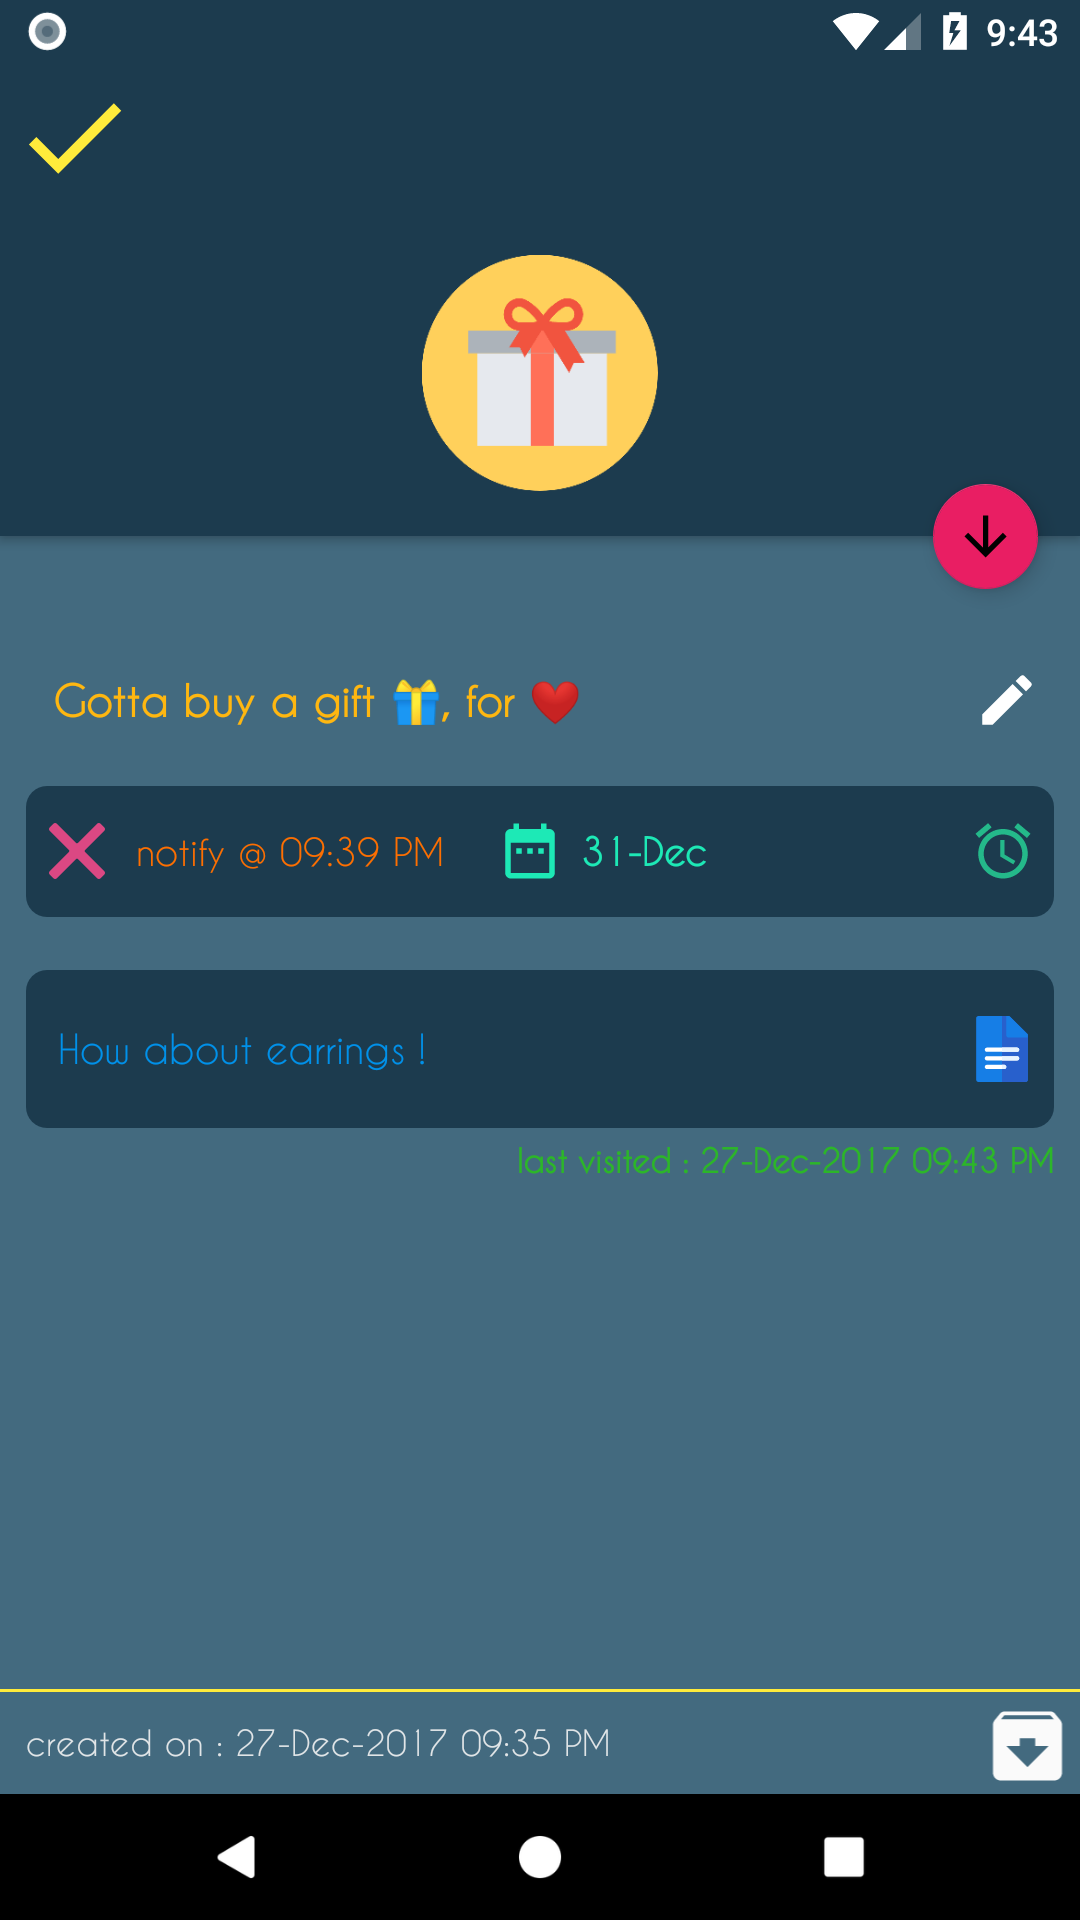 9:43
Gotta buy a gift 🎁, for ❤️
notify @ 09:39 PM 31-Dec
How about earrings !
last visited : 27-Dec-2017 09:43 PM
created on : 27-Dec-2017 09:35 PM